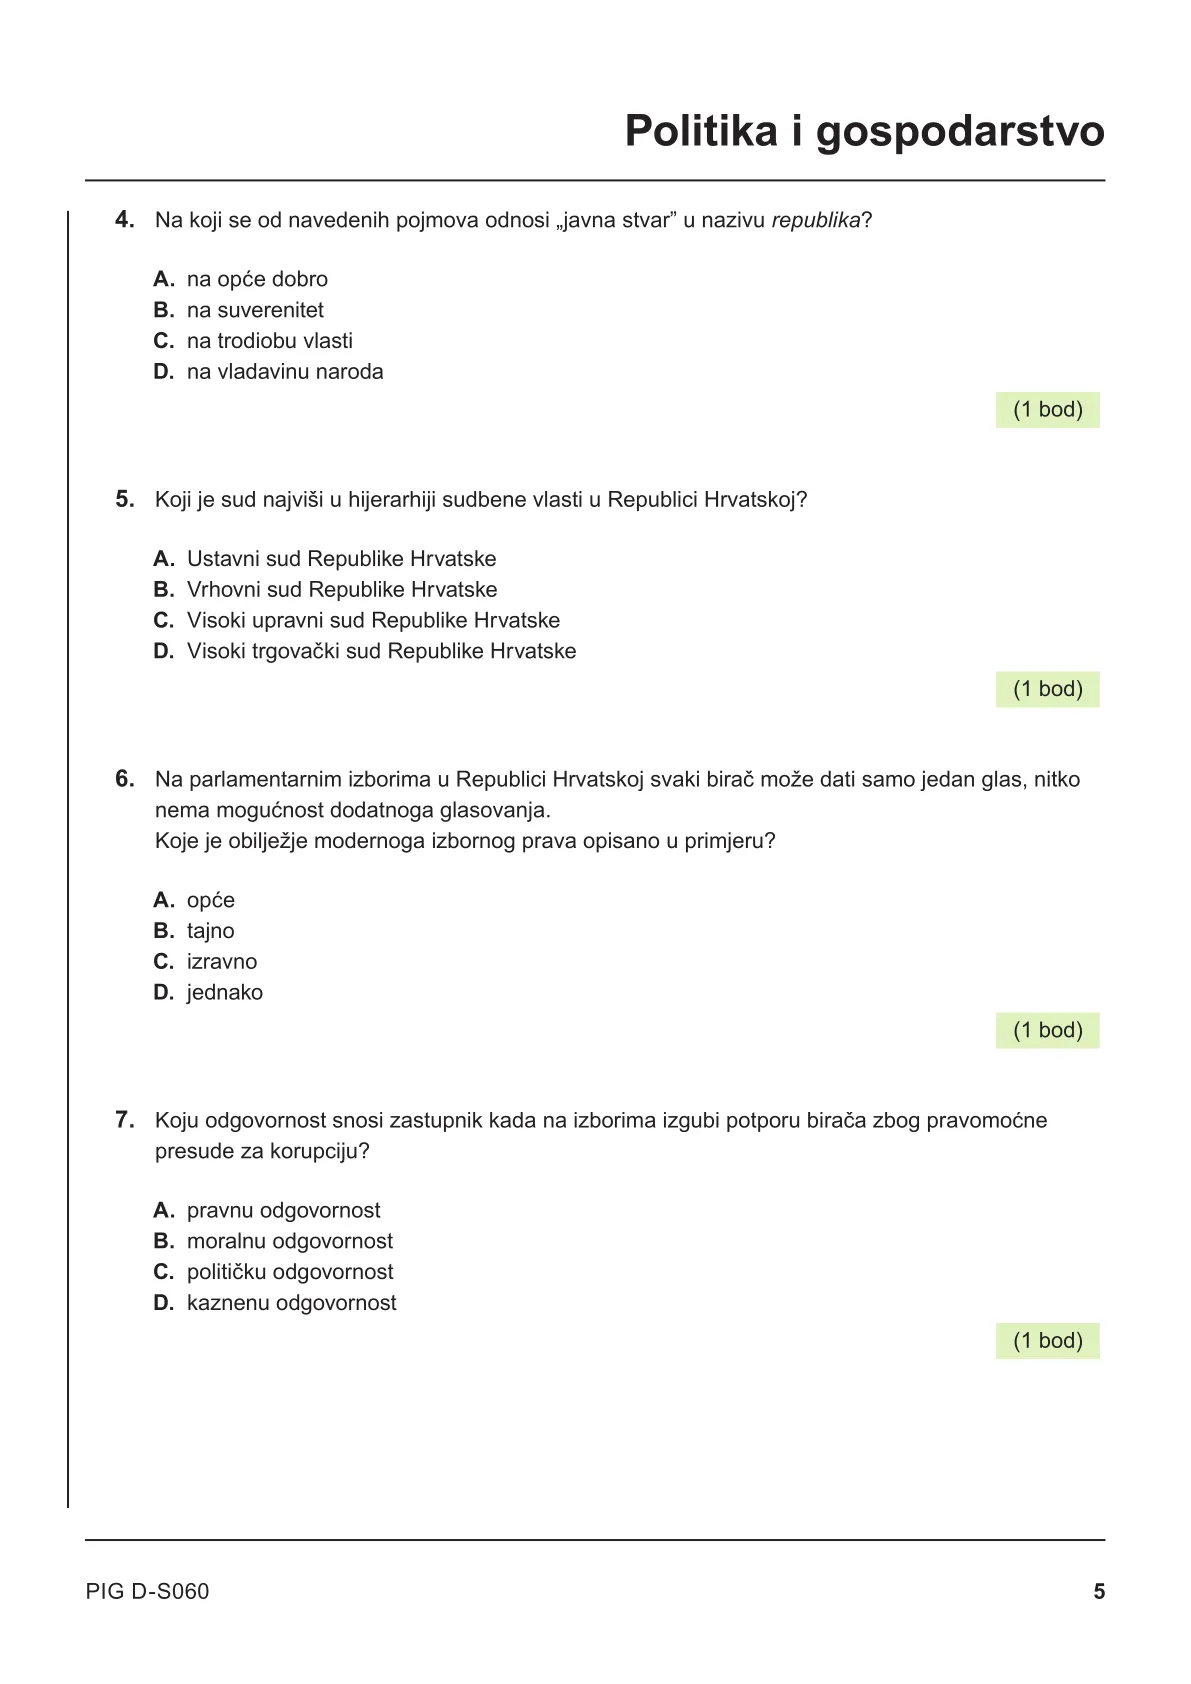 Politika i gospodarstvo
4. Na koji se od navedenih pojmova odnosi „javna stvar” u nazivu republika?
A. na opće dobro
B. na suverenitet
C. na trodiobu vlasti
D. na vladavinu naroda
(1 bod)
5. Koji je sud najviši u hijerarhiji sudbene vlasti u Republici Hrvatskoj?
A. Ustavni sud Republike Hrvatske
B. Vrhovni sud Republike Hrvatske
C. Visoki upravni sud Republike Hrvatske
D. Visoki trgovački sud Republike Hrvatske
(1 bod)
6. Na parlamentarnim izborima u Republici Hrvatskoj svaki birač može dati samo jedan glas, nitko
nema mogućnost dodatnoga glasovanja.
Koje je obilježje modernoga izbornog prava opisano u primjeru?
A. opće
B. tajno
C. izravno
D. jednako
(1 bod)
7. Koju odgovornost snosi zastupnik kada na izborima izgubi potporu birača zbog pravomoćne
presude za korupciju?
A. pravnu odgovornost
B. moralnu odgovornost
C. političku odgovornost
D. kaznenu odgovornost
(1 bod)
PIG D-S060
5